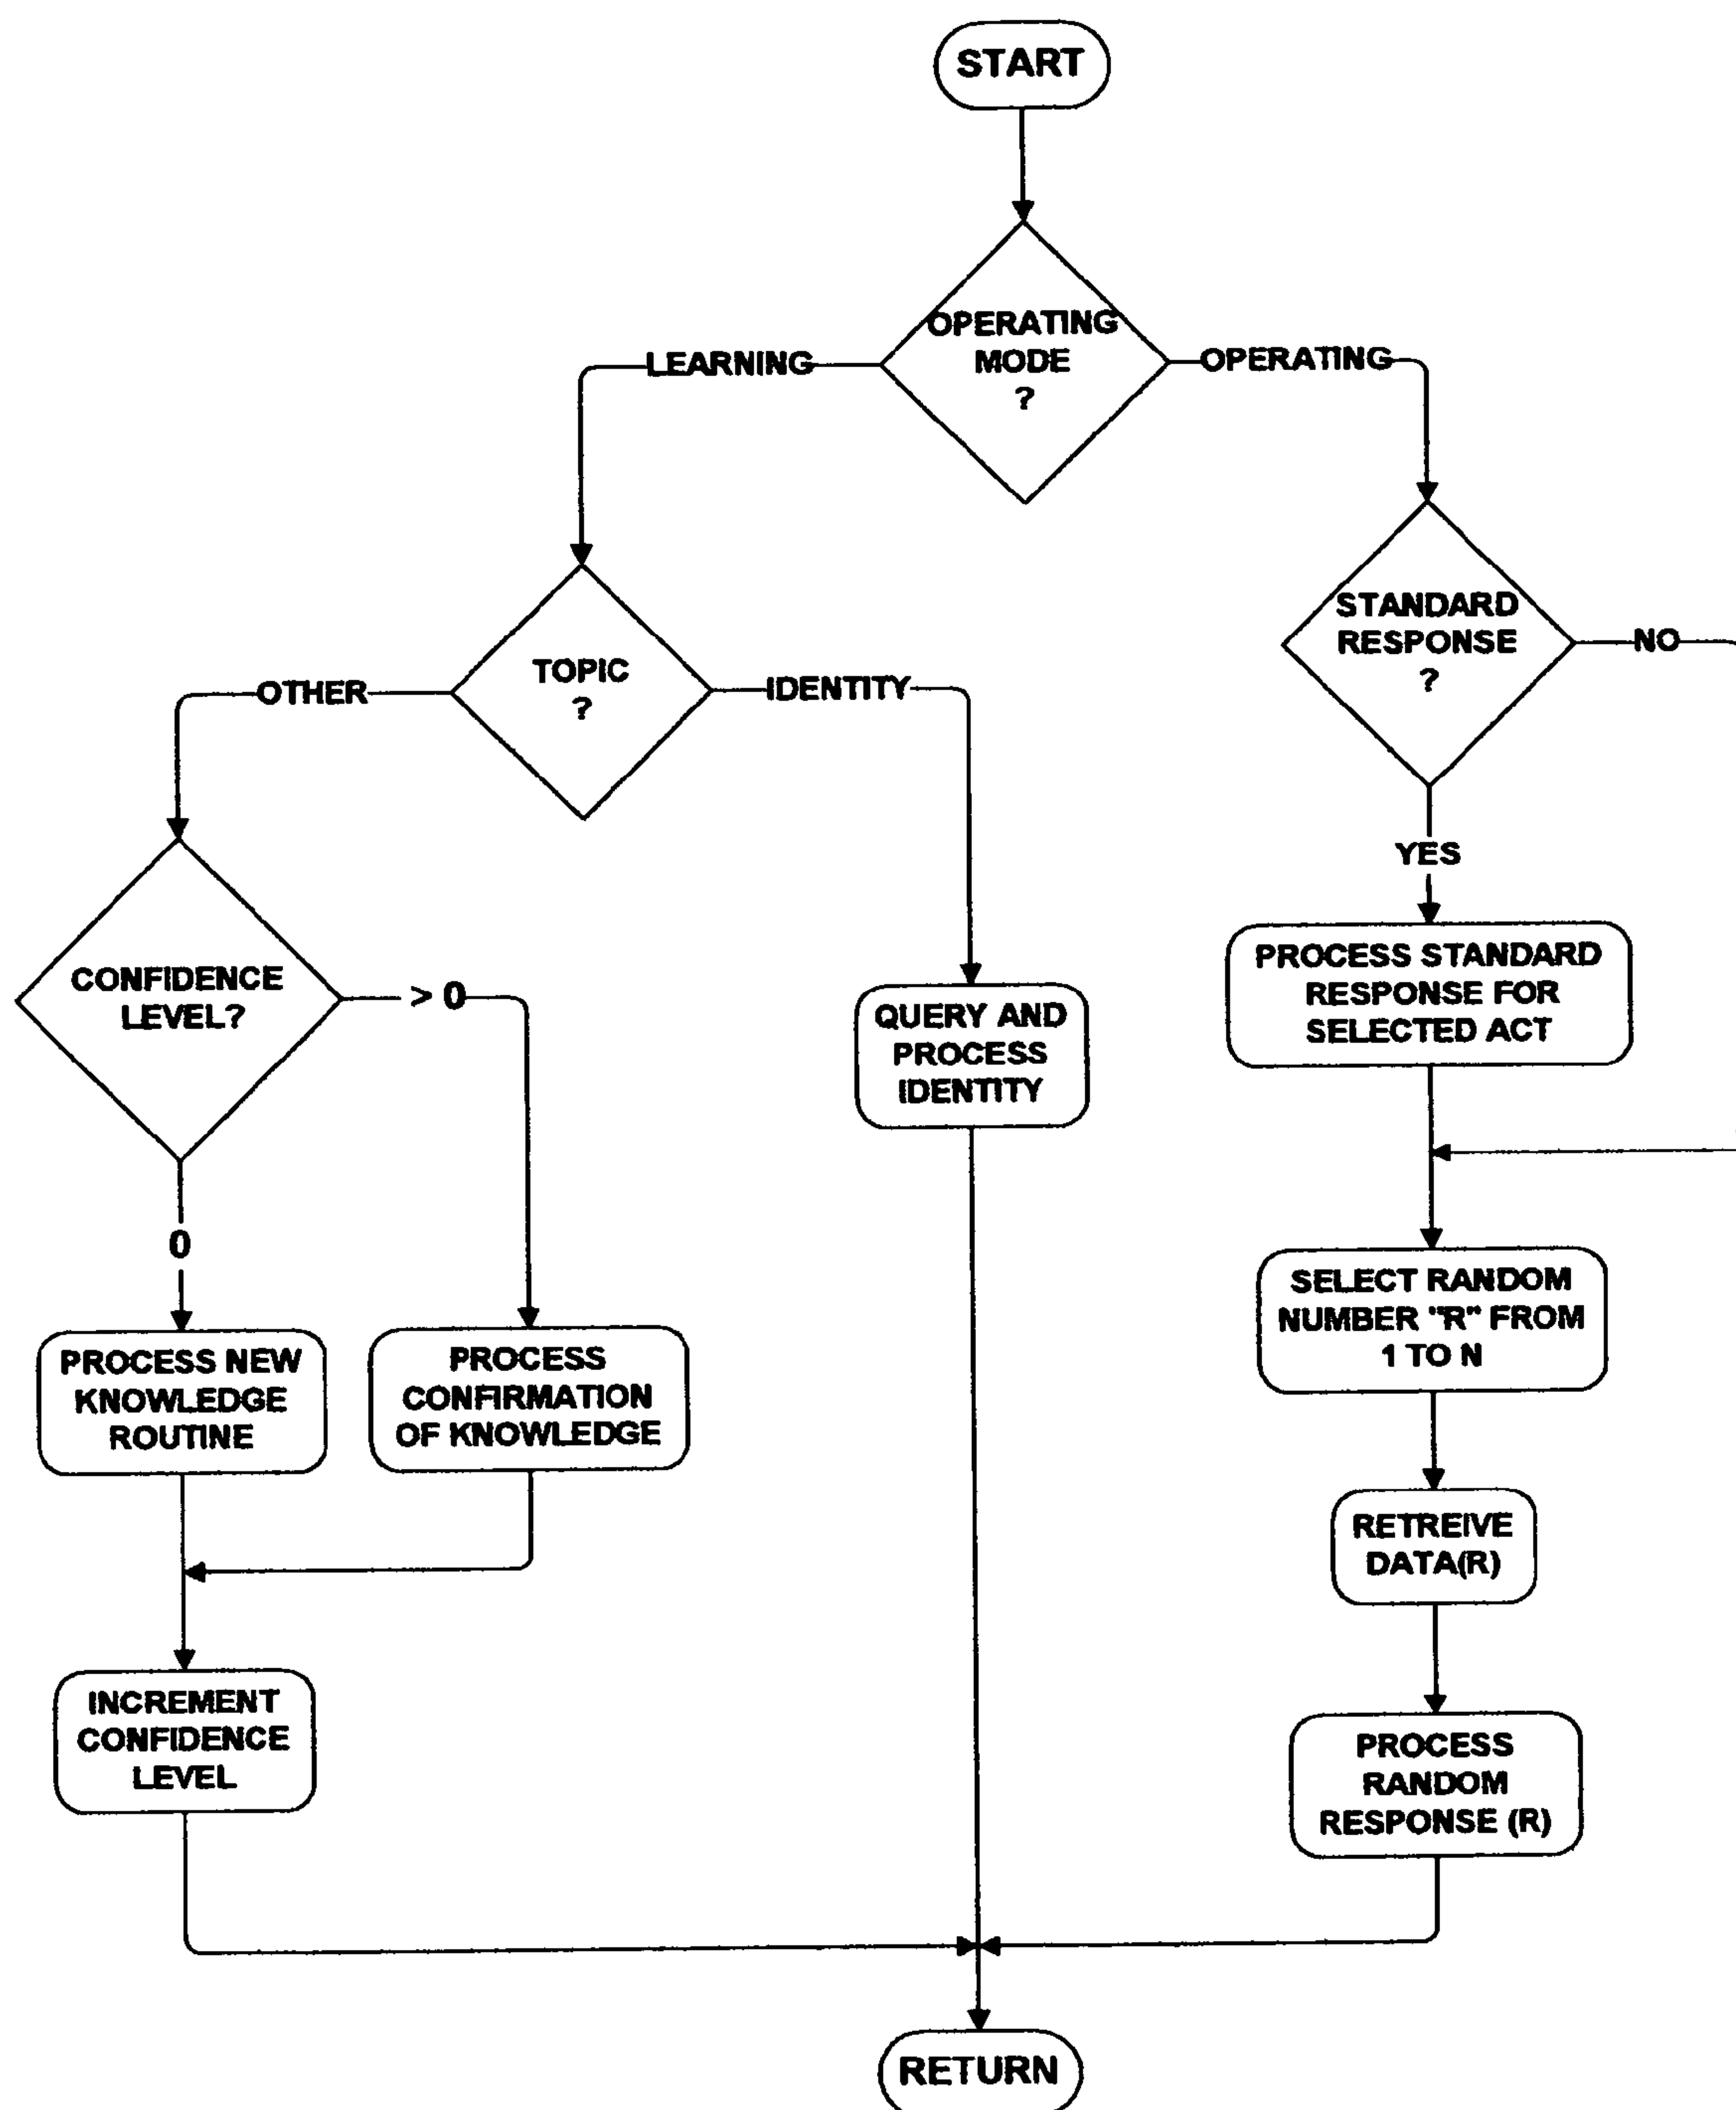 START
OPERATING
MODE
?
LEARNING
OPERATING
STANDARD
RESPONSE
?
NO
TOPIC
?
OTHER
IDENTITY
YES
CONFIDENCE
LEVEL?
> 0
PROCESS STANDARD
RESPONSE FOR
SELECTED ACT
QUERY AND
PROCESS
IDENTITY
0
SELECT RANDOM
NUMBER "R" FROM
1 TO N
PROCESS NEW
KNOWLEDGE
ROUTINE
PROCESS
CONFIRMATION
OF KNOWLEDGE
RETREIVE
DATA(R)
INCREMENT
CONFIDENCE
LEVEL
PROCESS
RANDOM
RESPONSE (R)
RETURN